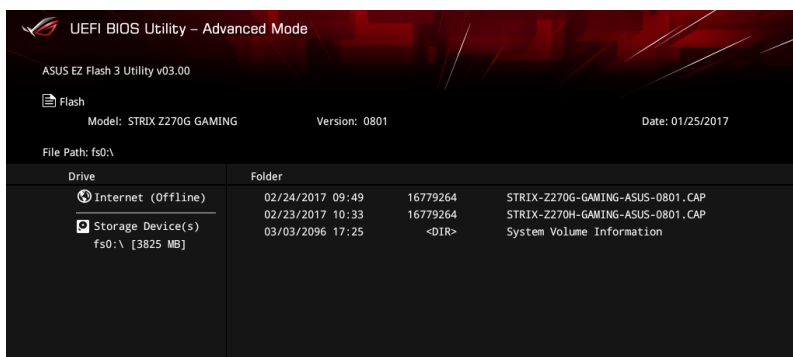 UEFI BIOS Utility – Advanced Mode
ASUS EZ Flash 3 Utility v03.00
Flash
Model: STRIX Z270G GAMING Version: 0801 Date: 01/25/2017
File Path: fs0:\
Drive Folder
Internet (Offline) 02/24/2017 09:49 16779264 STRIX-Z270G-GAMING-ASUS-0801.CAP
02/23/2017 10:33 16779264 STRIX-Z270H-GAMING-ASUS-0801.CAP
Storage Device(s) 03/03/2096 17:25 <DIR> System Volume Information
fs0:\ [3825 MB]